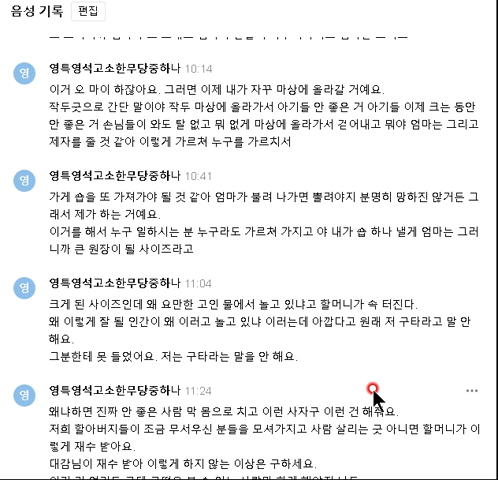 음성 기록 편집
영 영특영석고소한무당중하나 10:14
이거 오 마이 하잖아요. 그러면 이제 내가 자꾸 마상에 올라갈 거예요.
작두굿으로 간단 말이야 작두 마상에 올라가서 아기들 안 좋은 거 아기들 이제 크는 동안
안 좋은 거 손님들이 와도 탈 없고 뭐 없게 마상에 올라가서 걷어내고 뭐야 엄마는 그리고
제자를 줄 것 같아 이렇게 가르쳐 누구를 가르치서
영 영특영석고소한무당중하나 10:41
가게 숍을 또 가져가야 될 것 같아 엄마가 불려 나가면 뿔려야지 분명히 망하진 않거든 그
래서 제가 하는 거예요.
이거를 해서 누구 일하시는 분 누구라도 가르쳐 가지고 야 내가 숍 하나 낼게 엄마는 그러
니까 큰 원장이 될 사이즈라고
영 영특영석고소한무당중하나 11:04
크게 된 사이즈인데 왜 요만한 고인 물에서 놀고 있냐고 할머니가 속 터진다.
왜 이렇게 잘 될 인간이 왜 이러고 놀고 있냐 이러는데 아깝다고 원래 저 구타라고 말 안
해요.
그분한테 못 들었어요. 저는 구타라는 말을 안 해요.
영 영특영석고소한무당중하나 11:24
왜냐하면 진짜 안 좋은 사람 막 몸으로 치고 이런 사자구 이런 건 해요.
저희 할아버지들이 조금 무서우신 분들을 모셔가지고 사람 살리는 굿 아니면 할머니가 이
렇게 재수 받아요.
대감님이 재수 받아 이렇게 하지 않는 이상은 구하세요.